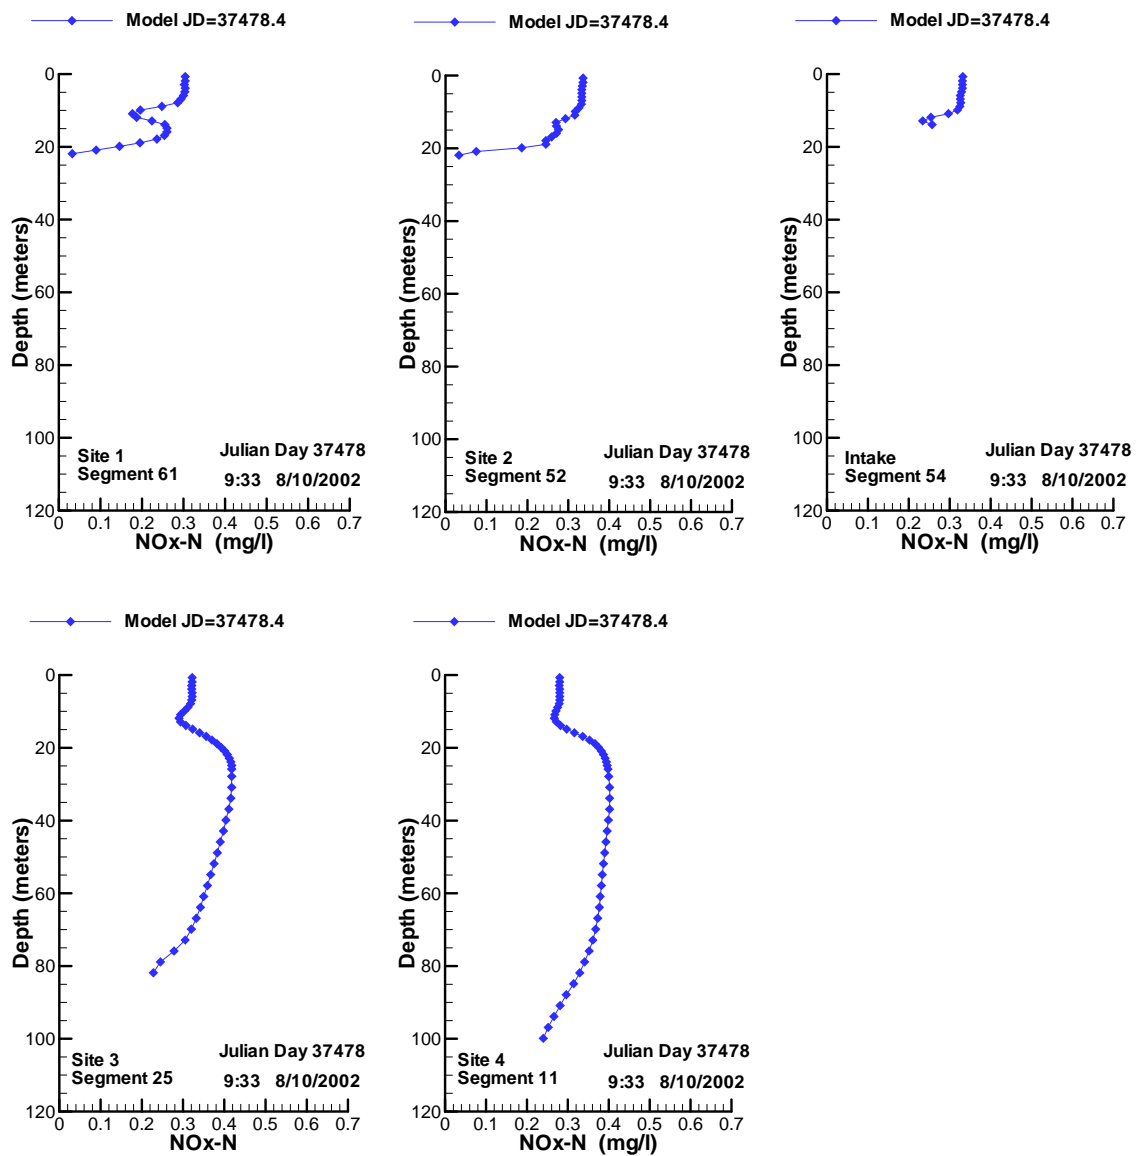 Model JD=37478.4
0
20
40
60
80
100
120
Depth (meters)
Site 1
Segment 61
Julian Day 37478
9:33 8/10/2002
0 0.1 0.2 0.3 0.4 0.5 0.6 0.7
NOx-N (mg/l)
Model JD=37478.4
0
20
40
60
80
100
120
Depth (meters)
Site 2
Segment 52
Julian Day 37478
9:33 8/10/2002
0 0.1 0.2 0.3 0.4 0.5 0.6 0.7
NOx-N (mg/l)
Model JD=37478.4
0
20
40
60
80
100
120
Depth (meters)
Intake
Segment 54
Julian Day 37478
9:33 8/10/2002
0 0.1 0.2 0.3 0.4 0.5 0.6 0.7
NOx-N (mg/l)
Model JD=37478.4
0
20
40
60
80
100
120
Depth (meters)
Site 3
Segment 25
Julian Day 37478
9:33 8/10/2002
0 0.1 0.2 0.3 0.4 0.5 0.6 0.7
NOx-N
Model JD=37478.4
0
20
40
60
80
100
120
Depth (meters)
Site 4
Segment 11
Julian Day 37478
9:33 8/10/2002
0 0.1 0.2 0.3 0.4 0.5 0.6 0.7
NOx-N (mg/l)